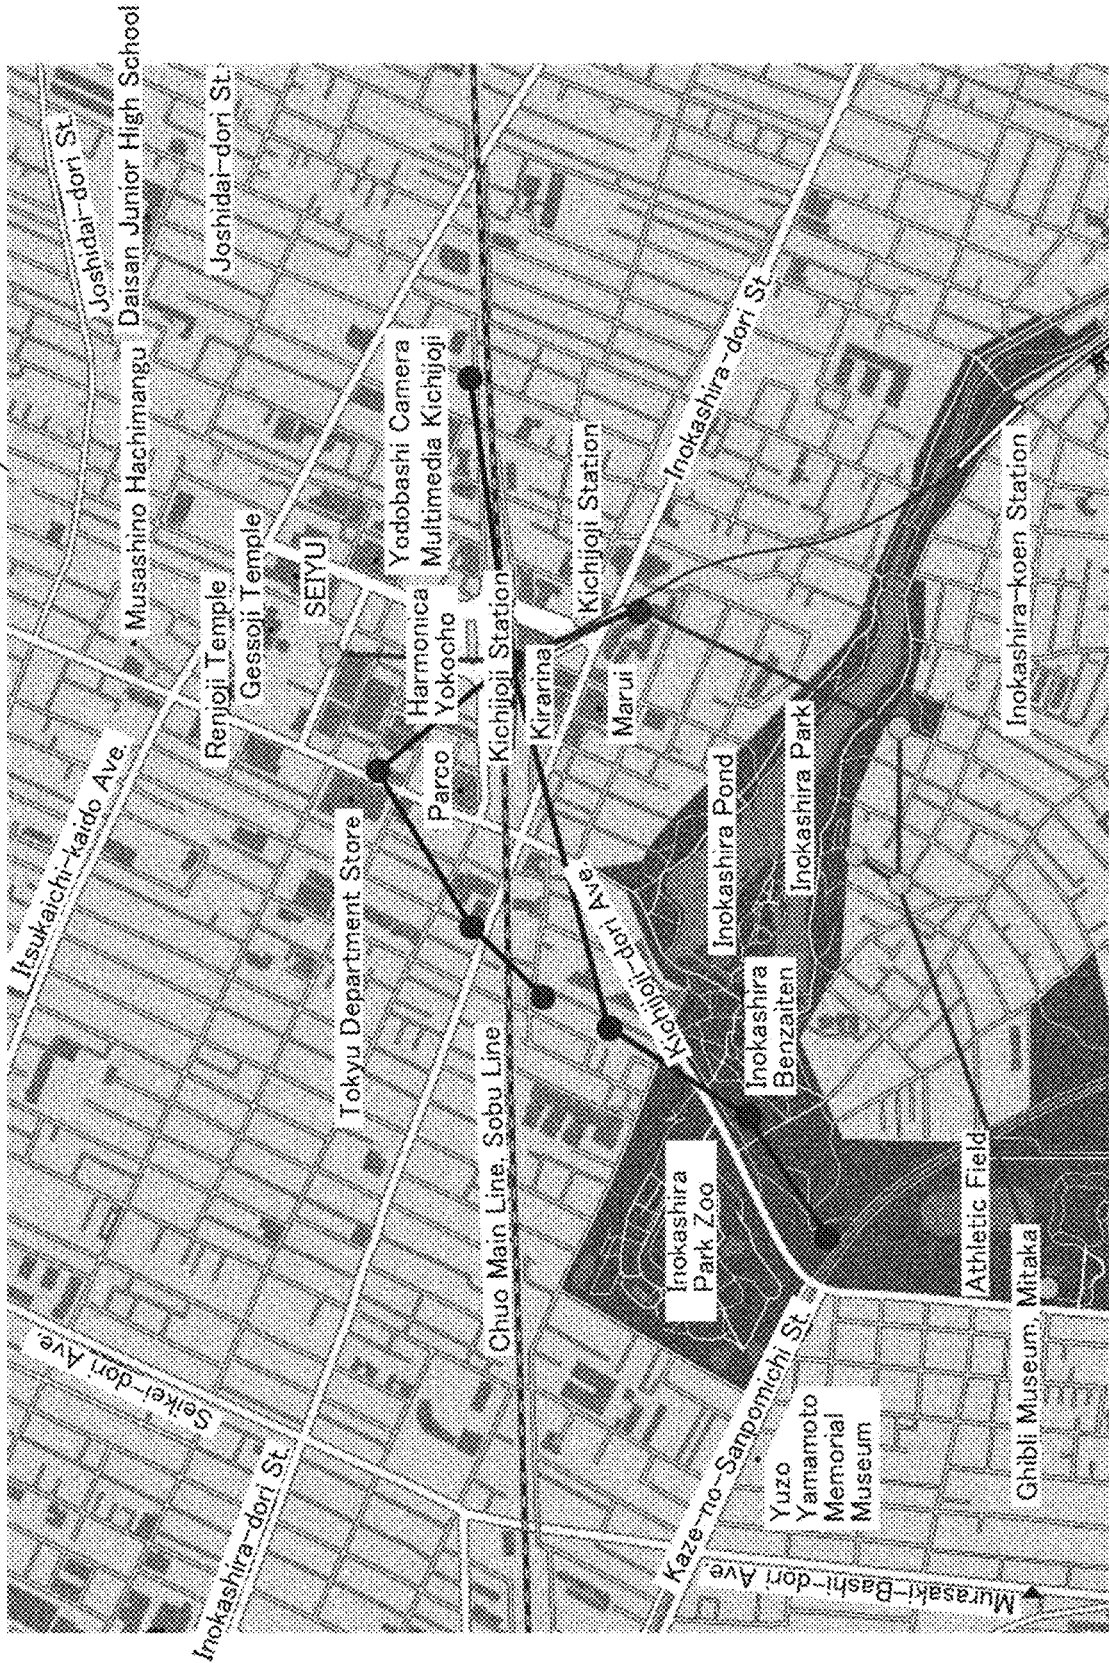 Joshidai-dori St.
Daisan Junior High School
Joshidai-dori St.
Musashino Hachimangu
Itsukaichi-kaido Ave.
Renjoji Temple
Gessoji Temple
SEIYU
Yodobashi Camera
Multimedia Kichijoji
Harmonica
Yokocho
Tokyu Department Store
Parco
Kichijoji Station
Kirarina
Kichijoji Station
Marui
Inokashira-dori St.
Seikei-dori Ave.
Inokashira-dori St.
Chuo Main Line, Sobu Line
Kichijoji-dori Ave.
Inokashira Pond
Inokashira Park
Inokashira
Benzaiten
Inokashira
Park Zoo
Inokashira-koen Station
Kaze-no-Sanpomichi St.
Yuzo
Yamamoto
Memorial
Museum
Athletic Field
Ghibli Museum, Mitaka
Murasaki-Bashi-dori Ave.